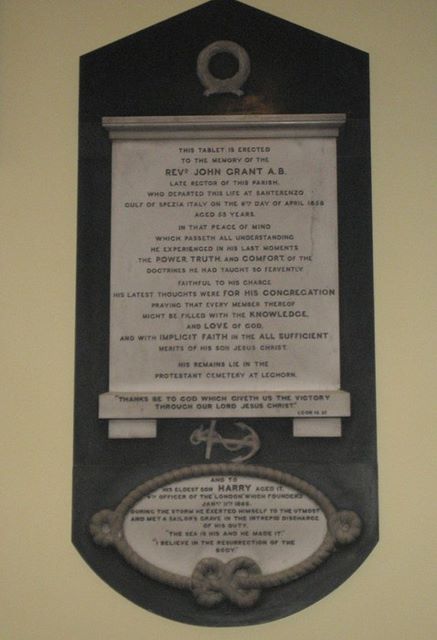 THIS TABLET IS ERECTED
TO THE MEMORY OF THE
REVD JOHN GRANT A.B.
LATE RECTOR OF THIS PARISH.
WHO DEPARTED THIS LIFE AT SANTERENZO
GULF OF SPEZIA ITALY ON THE DAY OF APRIL 1858
AGED 53 YEARS.
IN THAT PEACE OF MIND
WHICH PASSETH ALL UNDERSTANDING
HE EXPERIENCED IN HIS LAST MOMENTS
THE POWER, TRUTH, AND COMFORT, OF THE
DOCTRINES HE HAD TAUGHT SO FERVENTLY
FAITHFUL TO HIS CHARGE
HIS LATEST THOUGHTS WERE FOR HIS CONGREGATION
PRAYING THAT EVERY MEMBER THEREOF
MIGHT BE FILLED WITH THE KNOWLEDGE,
AND LOVE OF GOD,
AND WITH IMPLICIT FAITH IN THE ALL SUFFICIENT
MERITS OF HIS SON JESUS CHRIST.
HIS REMAINS LIE IN THE
PROTESTANT CEMETERY AT LEGHORN.
"THANKS BE TO GOD WHICH GIVETH US THE VICTORY
THROUGH OUR LORD JESUS CHRIST"
I.COR 15. 57
AND TO
HIS ELDEST SON HARRY AGED
OFFICER OF THE LONDON WHICH FOUNDERED
JANRY 11TH 1866.
DURING THE STORM HE EXERTED HIMSELF TO THE UTMOST
AND MET A SAILOR'S GRAVE IN THE INTREPID DISCHARGE
OF HIS DUTY.
"THE SEA IS HIS AND HE MADE IT"
"I BELIEVE IN THE RESURRECTION OF THE
BODY."